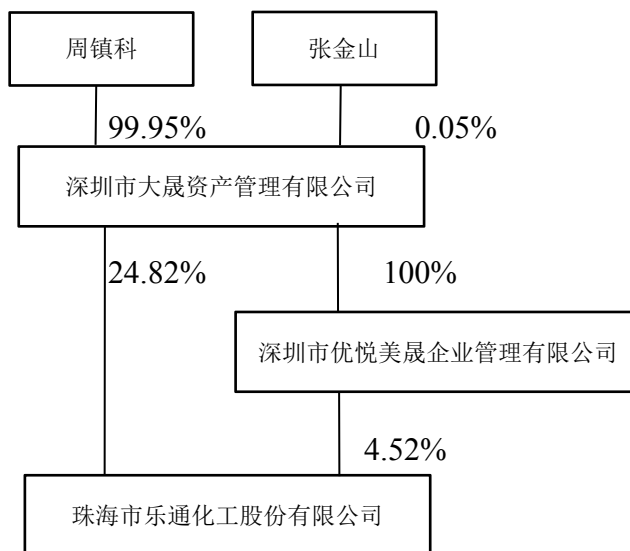 周镇科
张金山
99.95%
0.05%
深圳市大晟资产管理有限公司
24.82%
100%
深圳市优悦美晟企业管理有限公司
4.52%
珠海市乐通化工股份有限公司